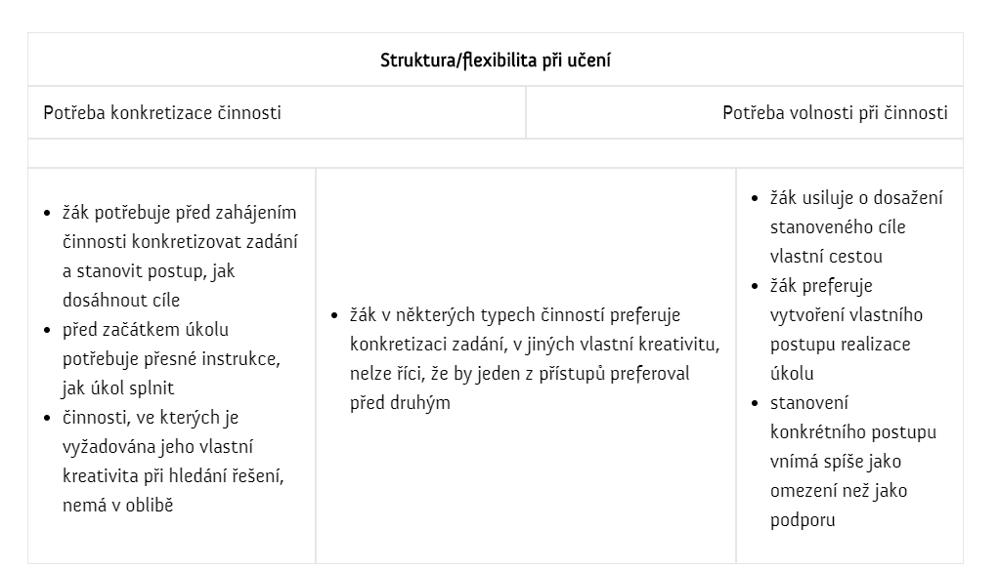 Struktura/flexibilita při učení
Potřeba konkretizace činnosti
Potřeba volnosti při činnosti
• žák potřebuje před zahájením
činnosti konkretizovat zadání
a stanovit postup, jak
dosáhnout cíle
• před začátkem úkolu
potřebuje přesné instrukce,
jak úkol splnit
• činnosti, ve kterých je
vyžadována jeho vlastní
kreativita při hledání řešení,
nemá v oblibě
• žák v některých typech činností preferuje
konkretizaci zadání, v jiných vlastní kreativitu,
nelze říci, že by jeden z přístupů preferoval
před druhým
• žák usiluje o dosažení
stanoveného cíle
vlastní cestou
• žák preferuje
vytvoření vlastního
postupu realizace
úkolu
• stanovení
konkrétního postupu
vnímá spíše jako
omezení než jako
podporu